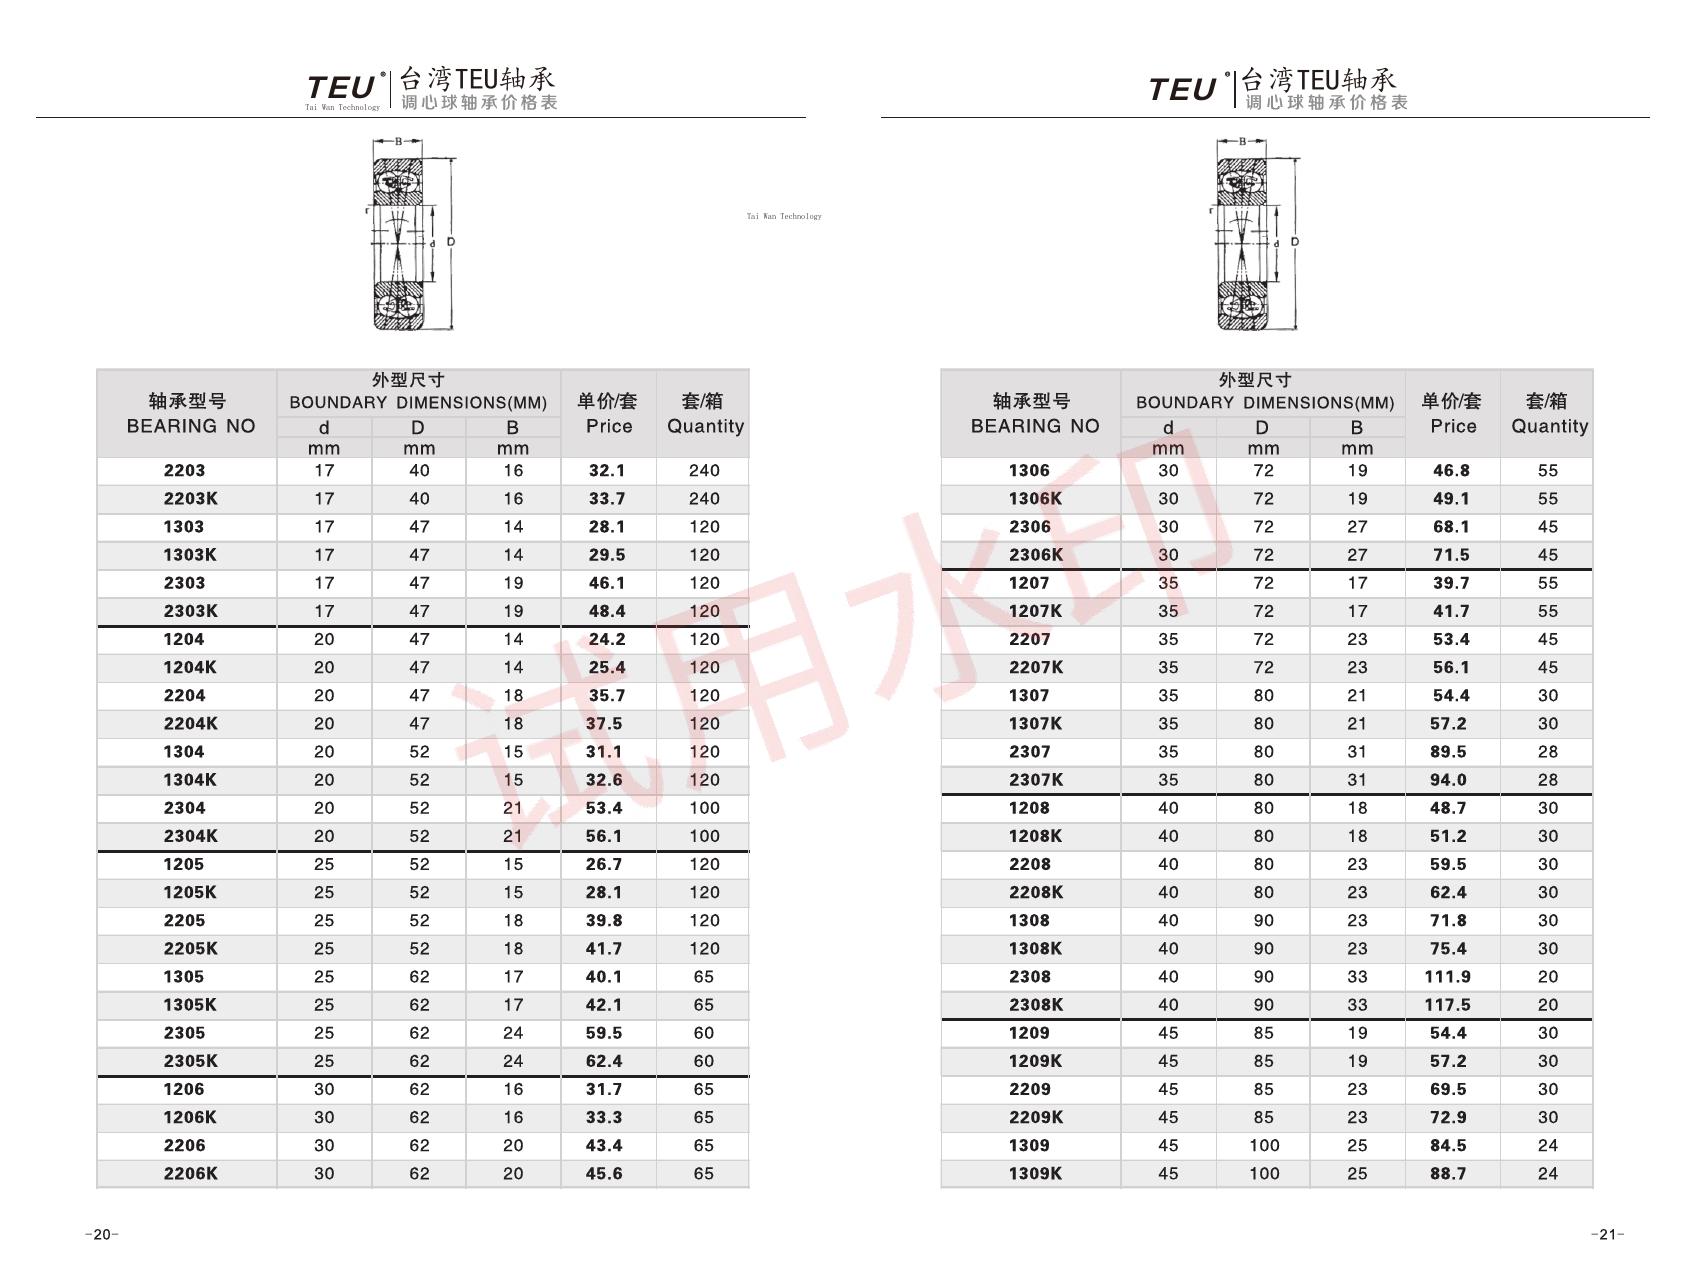 TEU® 台湾TEU轴承
Tai Wan Technology 调心球轴承价格表
B
r
d
D
Tai Wan Technology
轴承型号 外型尺寸 单价/套 套/箱
BEARING NO BOUNDARY DIMENSIONS(MM) Price Quantity
d D B
mm mm mm
2203 17 40 16 32.1 240
2203K 17 40 16 33.7 240
1303 17 47 14 28.1 120
1303K 17 47 14 29.5 120
2303 17 47 19 46.1 120
2303K 17 47 19 48.4 120
1204 20 47 14 24.2 120
1204K 20 47 14 25.4 120
2204 20 47 18 35.7 120
2204K 20 47 18 37.5 120
1304 20 52 15 31.1 120
1304K 20 52 15 32.6 120
2304 20 52 21 53.4 100
2304K 20 52 21 56.1 100
1205 25 52 15 26.7 120
1205K 25 52 15 28.1 120
2205 25 52 18 39.8 120
2205K 25 52 18 41.7 120
1305 25 62 17 40.1 65
1305K 25 62 17 42.1 65
2305 25 62 24 59.5 60
2305K 25 62 24 62.4 60
1206 30 62 16 31.7 65
1206K 30 62 16 33.3 65
2206 30 62 20 43.4 65
2206K 30 62 20 45.6 65
-20-
TEU® 台湾TEU轴承
调心球轴承价格表
B
r
d
D
轴承型号 外型尺寸 单价/套 套/箱
BEARING NO BOUNDARY DIMENSIONS(MM) Price Quantity
d D B
mm mm mm
1306 30 72 19 46.8 55
1306K 30 72 19 49.1 55
2306 30 72 27 68.1 45
2306K 30 72 27 71.5 45
1207 35 72 17 39.7 55
1207K 35 72 17 41.7 55
2207 35 72 23 53.4 45
2207K 35 72 23 56.1 45
1307 35 80 21 54.4 30
1307K 35 80 21 57.2 30
2307 35 80 31 89.5 28
2307K 35 80 31 94.0 28
1208 40 80 18 48.7 30
1208K 40 80 18 51.2 30
2208 40 80 23 59.5 30
2208K 40 80 23 62.4 30
1308 40 90 23 71.8 30
1308K 40 90 23 75.4 30
2308 40 90 33 111.9 20
2308K 40 90 33 117.5 20
1209 45 85 19 54.4 30
1209K 45 85 19 57.2 30
2209 45 85 23 69.5 30
2209K 45 85 23 72.9 30
1309 45 100 25 84.5 24
1309K 45 100 25 88.7 24
-21-
试用水印